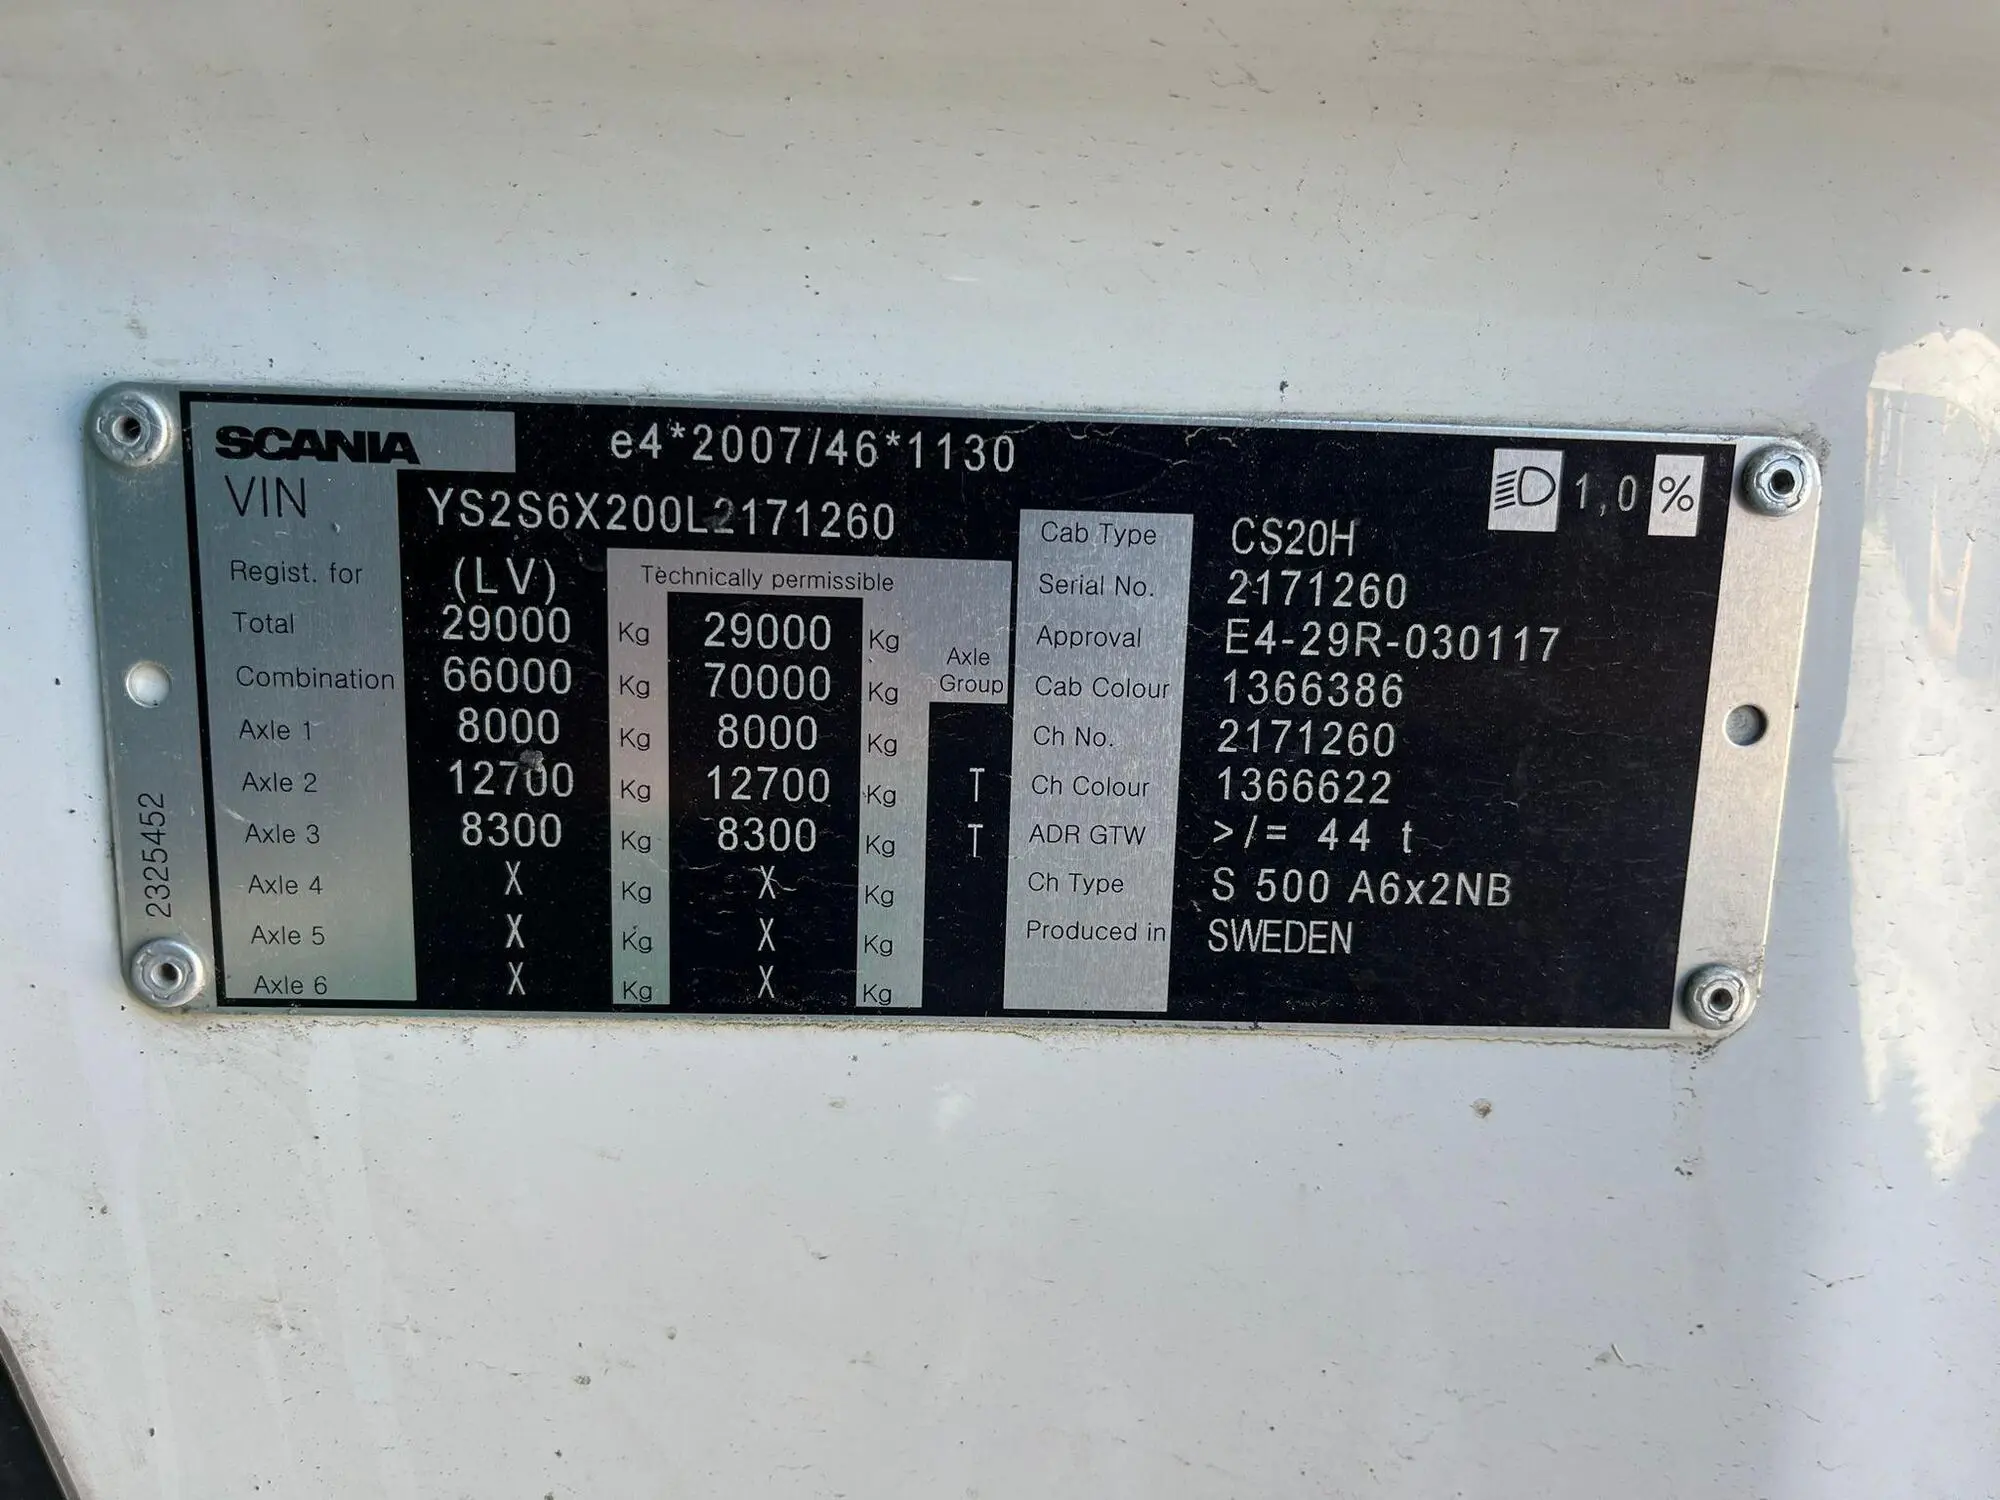 SCANIA e4*2007/46*1130
1,0 %
VIN YS2S6X200L2171260
Regist. for (LV) Technically permissible
Total 29000 Kg 29000 Kg
Combination 66000 Kg 70000 Kg Axle Group
Axle 1 8000 Kg 8000 Kg
Axle 2 12700 Kg 12700 Kg T
Axle 3 8300 Kg 8300 Kg T
Axle 4 X Kg X Kg
Axle 5 X Kg X Kg
Axle 6 X Kg X Kg
Cab Type CS20H
Serial No. 2171260
Approval E4-29R-030117
Cab Colour 1366386
Ch No. 2171260
Ch Colour 1366622
ADR GTW >/= 44 t
Ch Type S 500 A6x2NB
Produced in SWEDEN
2325452